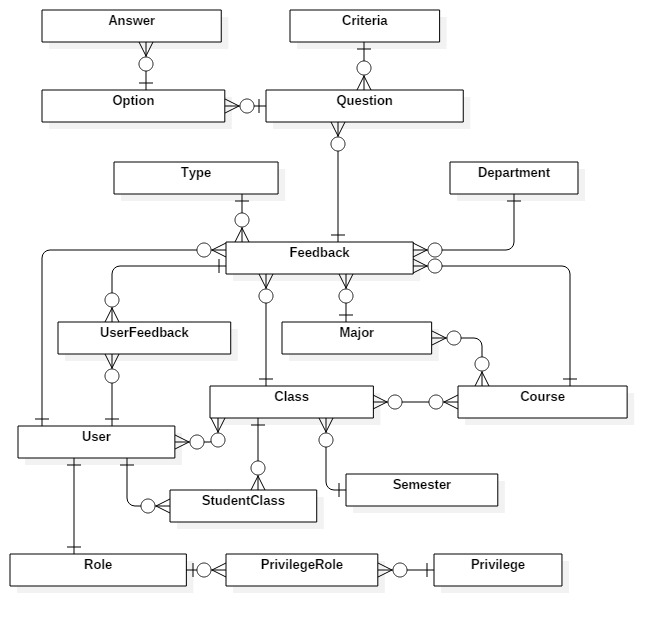 Answer
Criteria
Option
Question
Type
Department
Feedback
UserFeedback
Major
Class
Course
User
Semester
StudentClass
Role
PrivilegeRole
Privilege